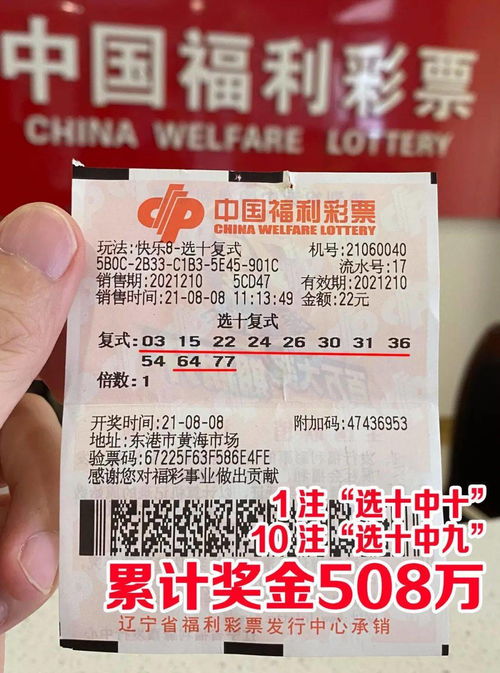 中国福利彩票
CHINA WELFARE LOTTERY
中国福利彩票
CHINA WELFARE LOTTERY
玩法:快乐8-选十复式 机号:21060040
5B0C-2B33-C1B3-5E45-901C 流水号:17
销售期:2021210 5CD47 有效期:2021210
销售时间:21-08-08 11:13:49 金额:22元
选十复式
复式: 03 15 22 24 26 30 31 36
54 64 77
倍数:1
开奖时间:21-08-08 附加码:47436953
地址:东港市黄海市场
验票码:67225F63F586E4FE
感谢您对福彩事业做出贡献
1注“选十中十”
10注“选十中九”
累计奖金508万
辽宁省福利彩票发行中心承销